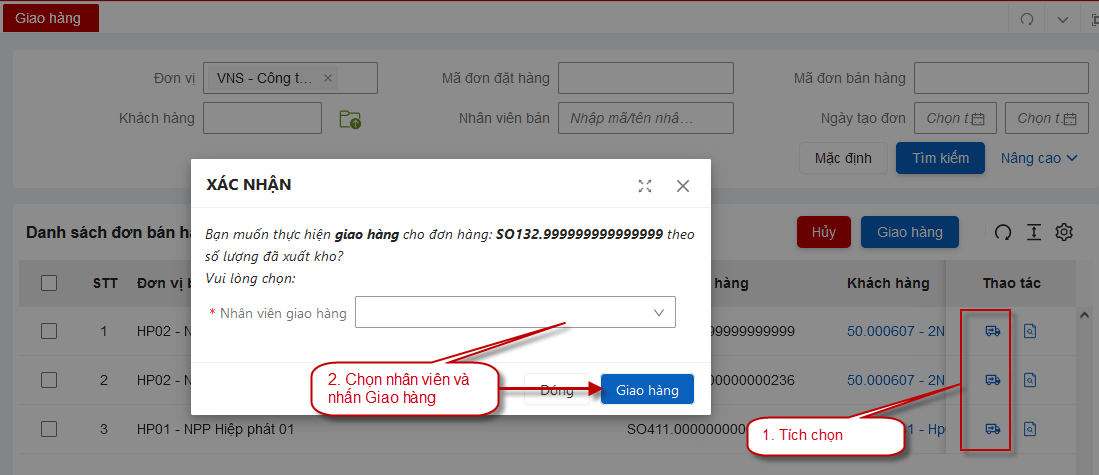 Giao hàng
Đơn vị VNS - Công t... × Mã đơn đặt hàng Mã đơn bán hàng
Khách hàng Nhân viên bán Nhập mã/tên nhâ... Ngày tạo đơn Chọn t. Chọn t.
Mặc định Tìm kiếm Nâng cao
XÁC NHẬN
Bạn muốn thực hiện giao hàng cho đơn hàng: SO132.999999999999999 theo
số lượng đã xuất kho?
Vui lòng chọn:
* Nhân viên giao hàng
Đóng Giao hàng
2. Chọn nhân viên và
nhấn Giao hàng
Danh sách đơn bán Hủy Giao hàng
STT Đơn vị hàng Khách hàng Thao tác
1 HP02 - 99999999999 50.000607 - 2N
2 HP02 - 00000000236 50.000607 - 2N
3 HP01 - NPP Hiệp phát 01 SO411.000000000 1 - Hp
1. Tích chọn